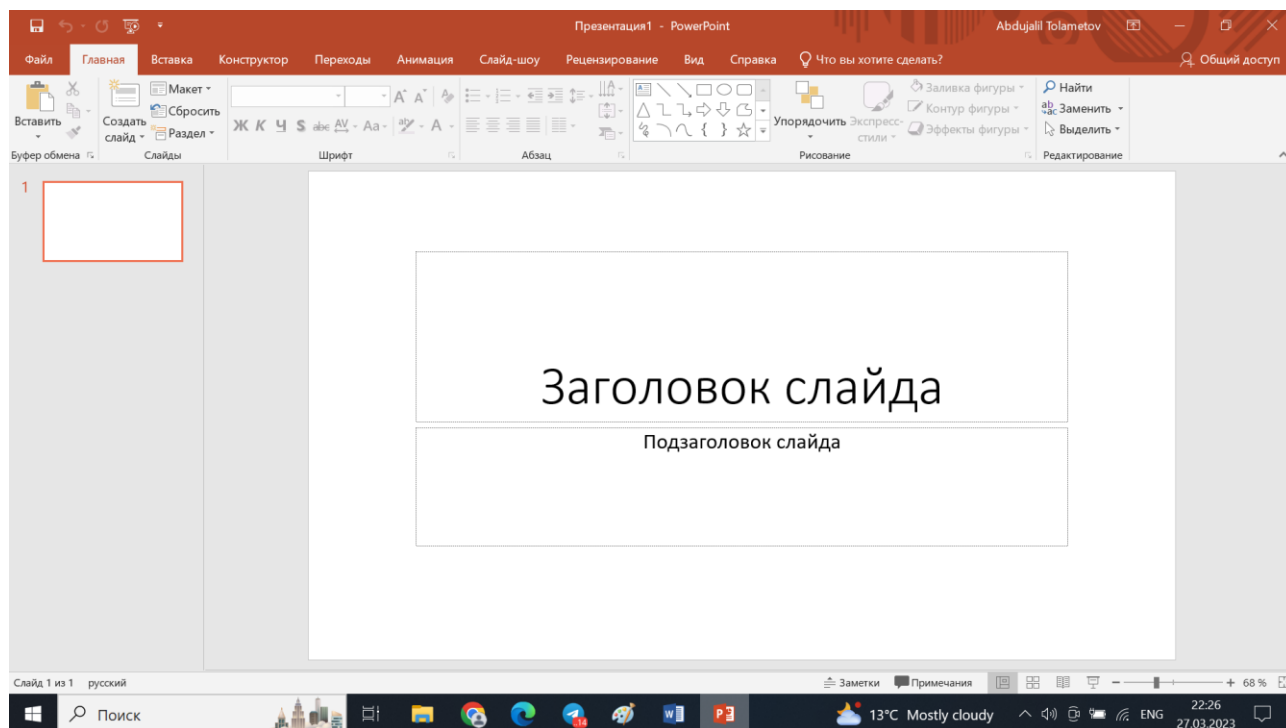 Презентация1 - PowerPoint
Abdujalil Tolametov
Файл Главная Вставка Конструктор Переходы Анимация Слайд-шоу Рецензирование Вид Справка Что вы хотите сделать? Общий доступ
Вставить
Создать слайд
Макет
Сбросить
Раздел
Ж К Ч S abc AV Aa A
Упорядочить
Экспресс-стили
Заливка фигуры
Контур фигуры
Эффекты фигуры
Найти
Заменить
Выделить
Буфер обмена Слайды Шрифт Абзац Рисование Редактирование
1
Заголовок слайда
Подзаголовок слайда
Слайд 1 из 1 русский Заметки Примечания 68 %
Поиск 13°C Mostly cloudy ENG 22:26
27.03.2023